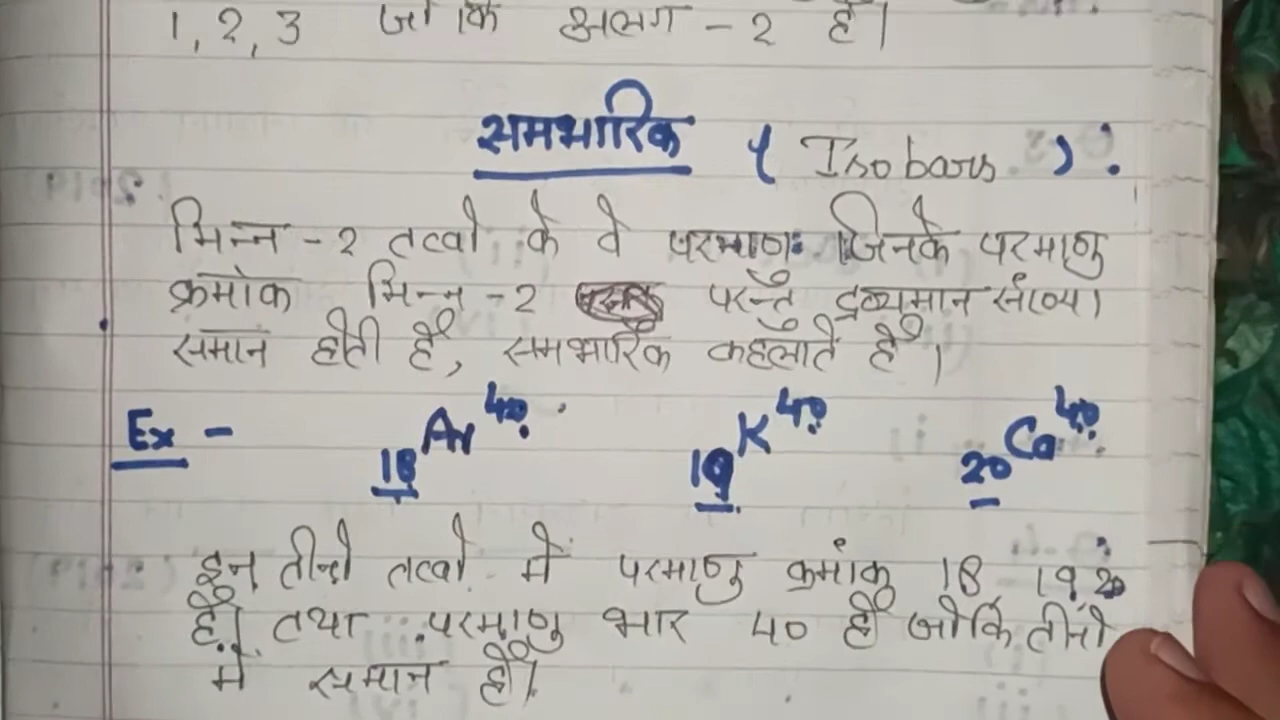 1, 2, 3 जो कि अलग - 2 है।
समभारिक ( Isobars ) :
भिन्न - 2 तत्वो के वे परमाणु जिनके परमाणु
क्रमांक भिन्न - 2 परन्तु द्रव्यमान संख्या
समान होती है, समभारिक कहलाते है।
Ex - 18Ar40 19K40 20Ca40
इन तीनो तत्वो में परमाणु क्रमांक 18, 19, 20
है। तथा परमाणु भार 40 है जोकि तीनो
में समान है।